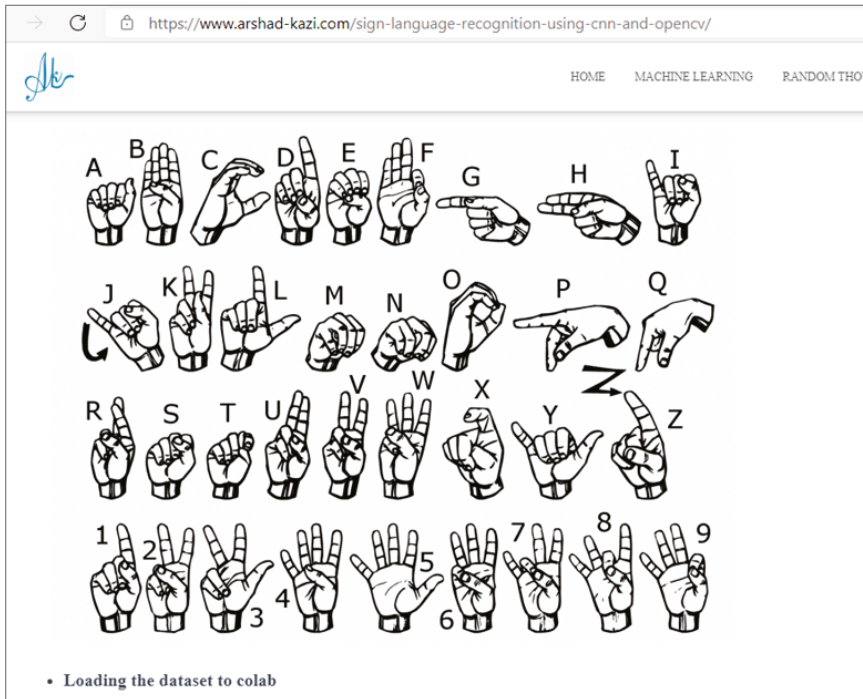 https://www.arshad-kazi.com/sign-language-recognition-using-cnn-and-opencv/
Ak
HOME MACHINE LEARNING RANDOM THO
A B C D E F G H I
J K L M N O P Q
R S T U V W X Y Z
1 2 3 4 5 6 7 8 9
• Loading the dataset to colab